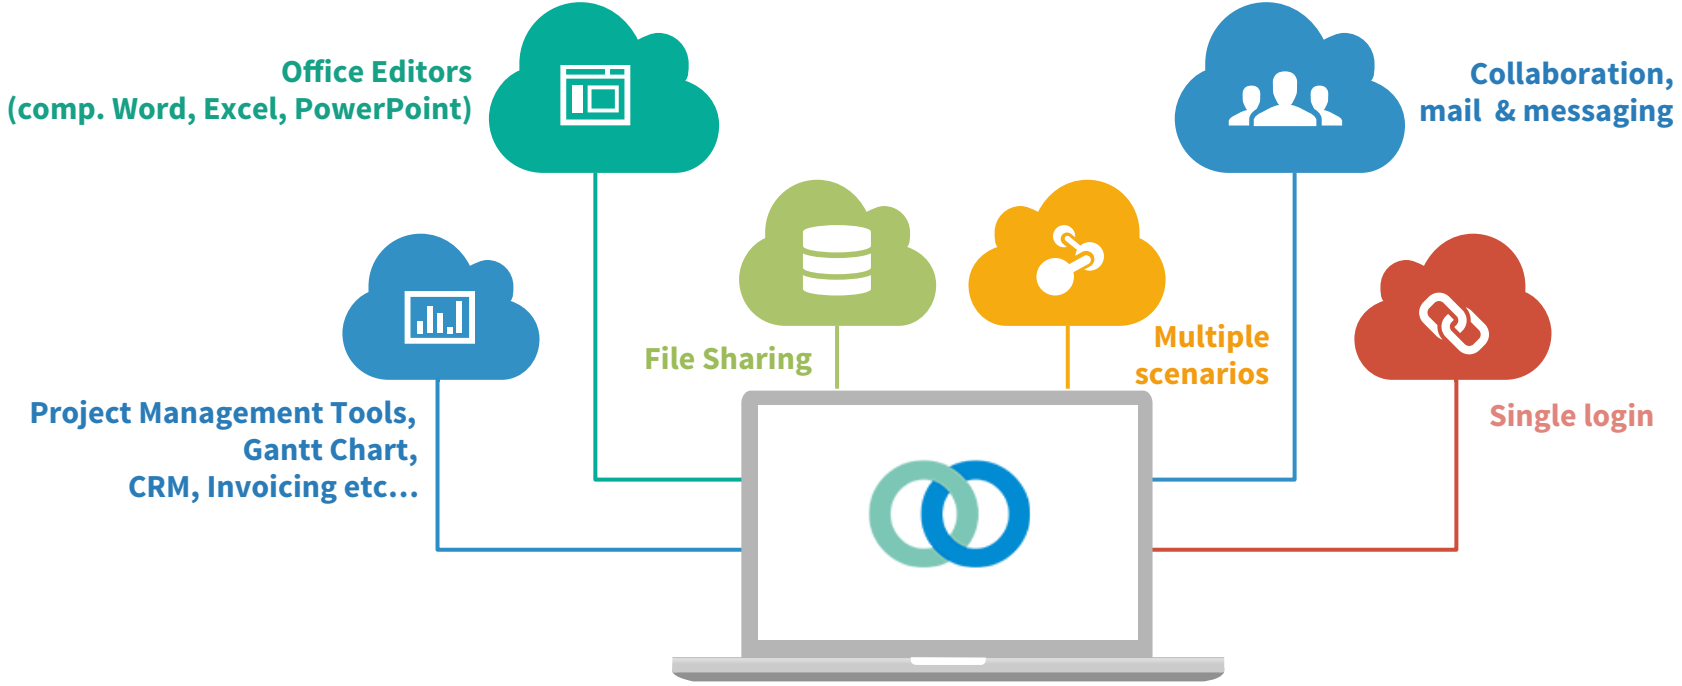 Office Editors
(comp. Word, Excel, PowerPoint)
Collaboration,
mail & messaging
File Sharing
Multiple
scenarios
Project Management Tools,
Gantt Chart,
CRM, Invoicing etc...
Single login